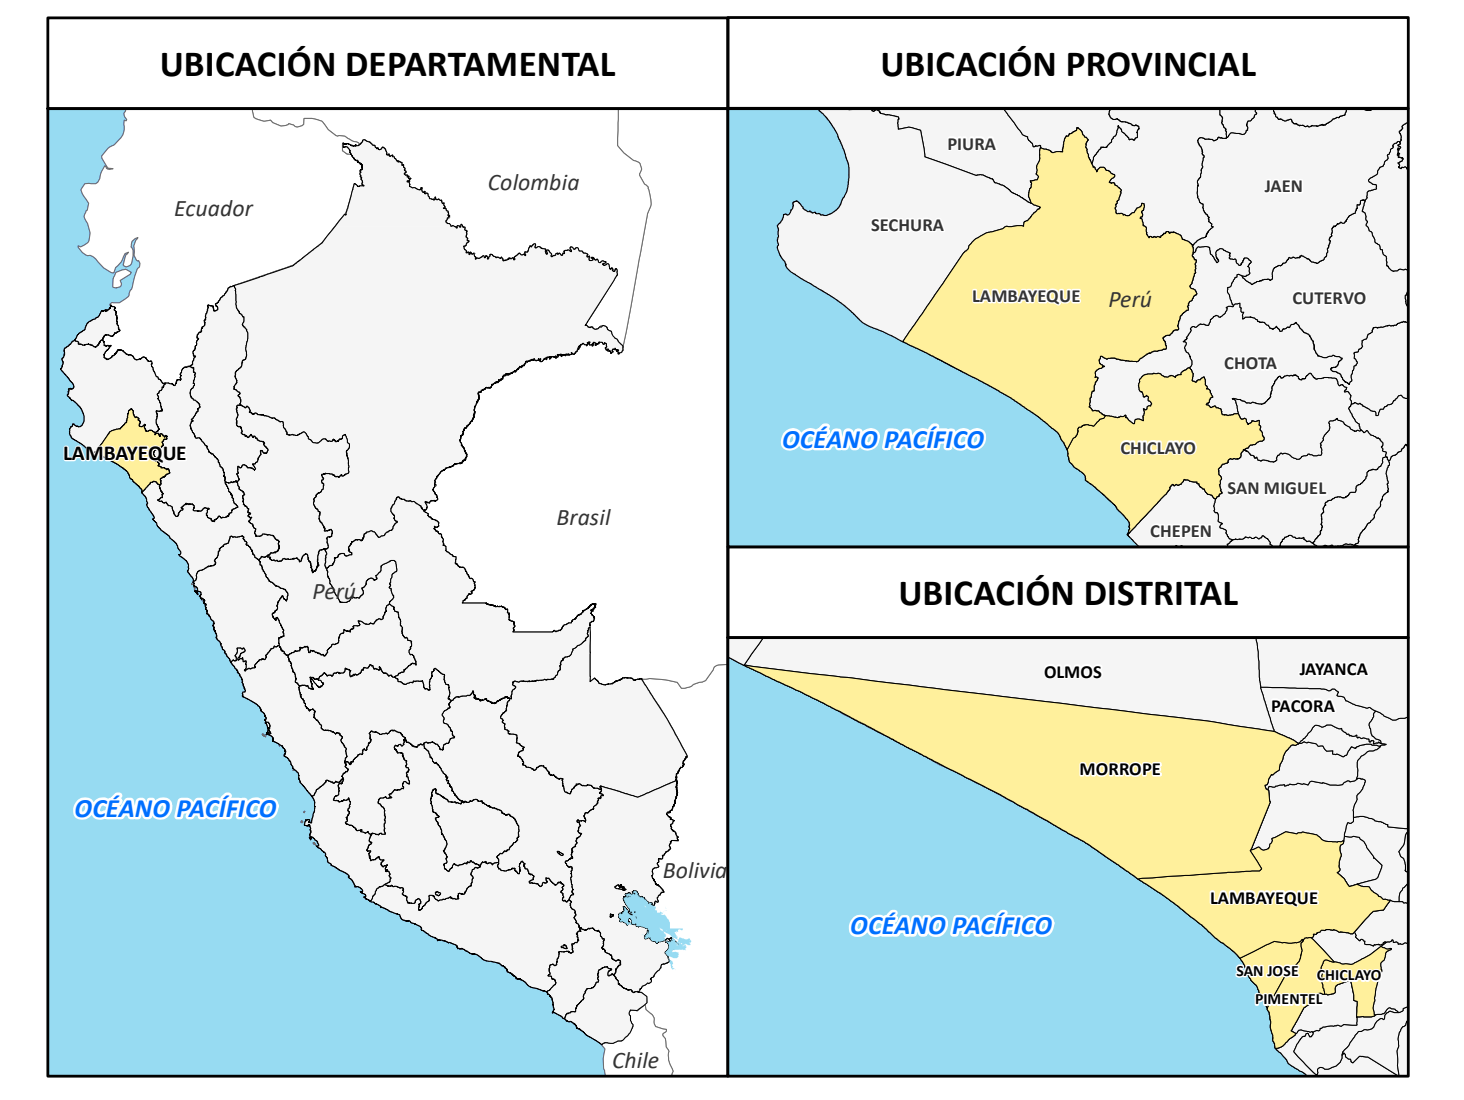 UBICACIÓN DEPARTAMENTAL
Ecuador
Colombia
LAMBAYEQUE
Brasil
Perú
OCÉANO PACÍFICO
Bolivia
Chile
UBICACIÓN PROVINCIAL
PIURA
JAEN
SECHURA
LAMBAYEQUE
Perú
CUTERVO
CHOTA
OCÉANO PACÍFICO
CHICLAYO
SAN MIGUEL
CHEPEN
UBICACIÓN DISTRITAL
OLMOS
JAYANCA
PACORA
MORROPE
LAMBAYEQUE
OCÉANO PACÍFICO
SAN JOSE
CHICLAYO
PIMENTEL